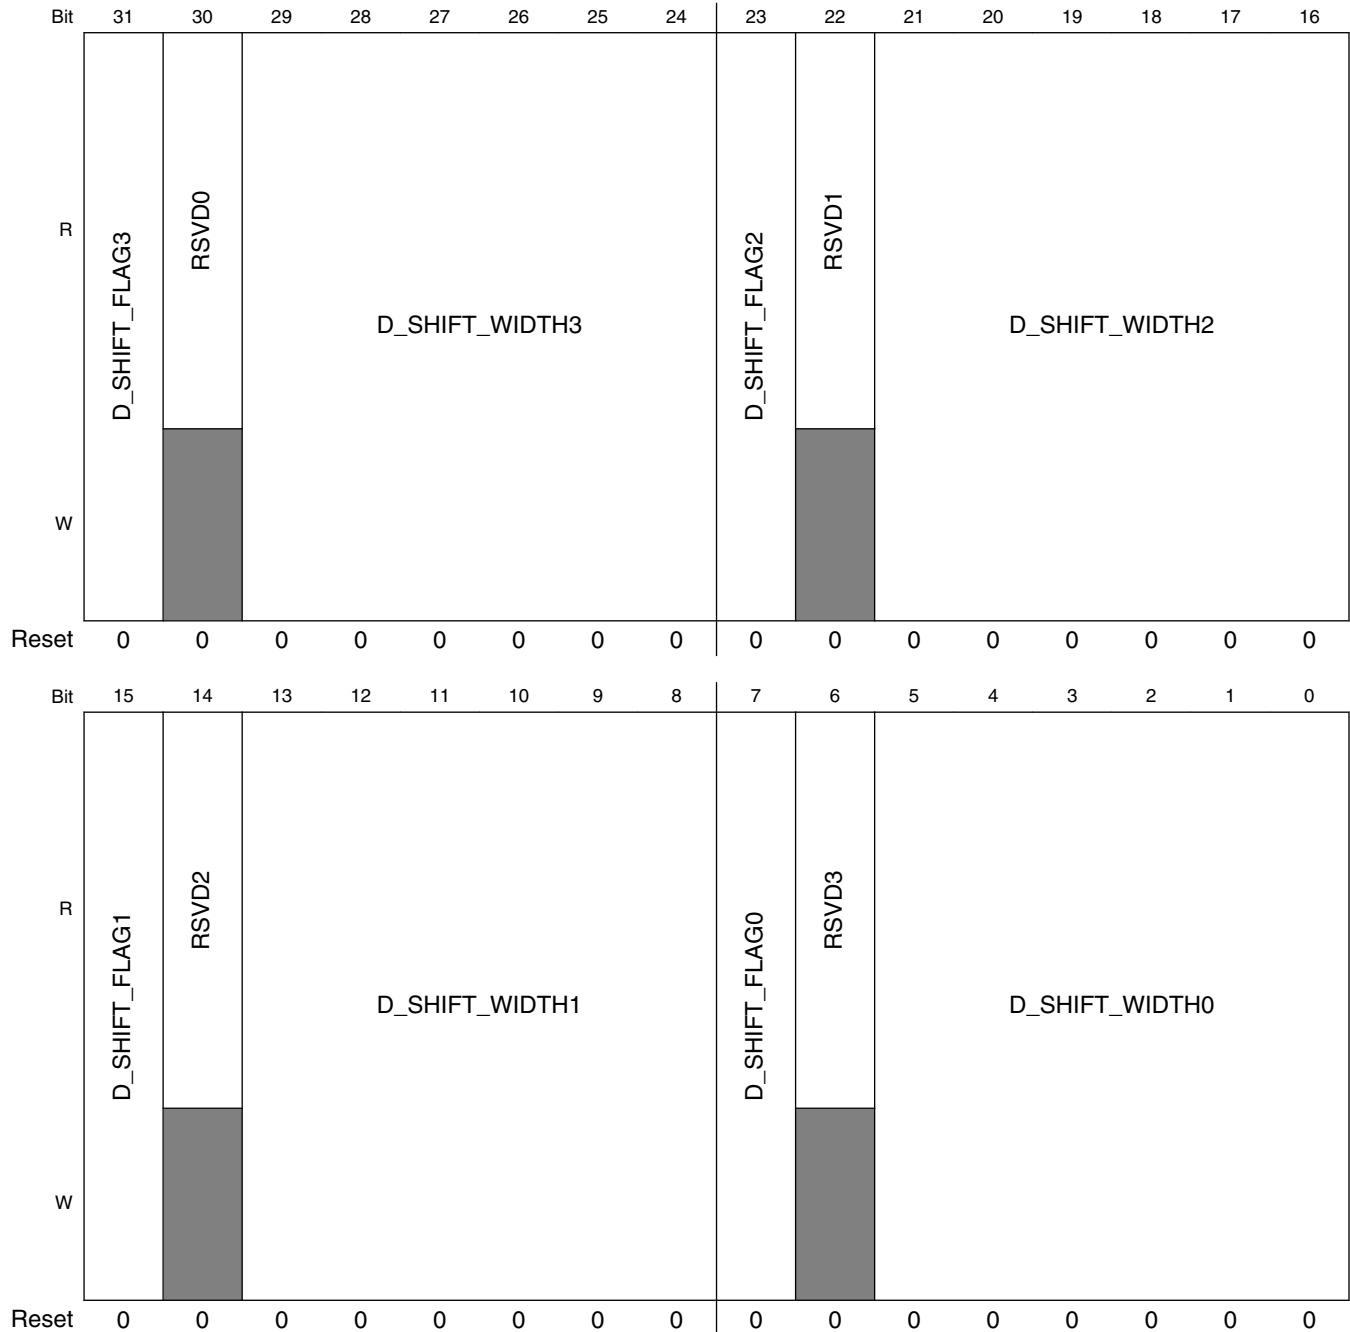 Bit 31 30 29 28 27 26 25 24 23 22 21 20 19 18 17 16
R
W
D_SHIFT_FLAG3
RSVD0
D_SHIFT_WIDTH3
D_SHIFT_FLAG2
RSVD1
D_SHIFT_WIDTH2
Reset 0 0 0 0 0 0 0 0 0 0 0 0 0 0 0 0
Bit 15 14 13 12 11 10 9 8 7 6 5 4 3 2 1 0
R
W
D_SHIFT_FLAG1
RSVD2
D_SHIFT_WIDTH1
D_SHIFT_FLAG0
RSVD3
D_SHIFT_WIDTH0
Reset 0 0 0 0 0 0 0 0 0 0 0 0 0 0 0 0